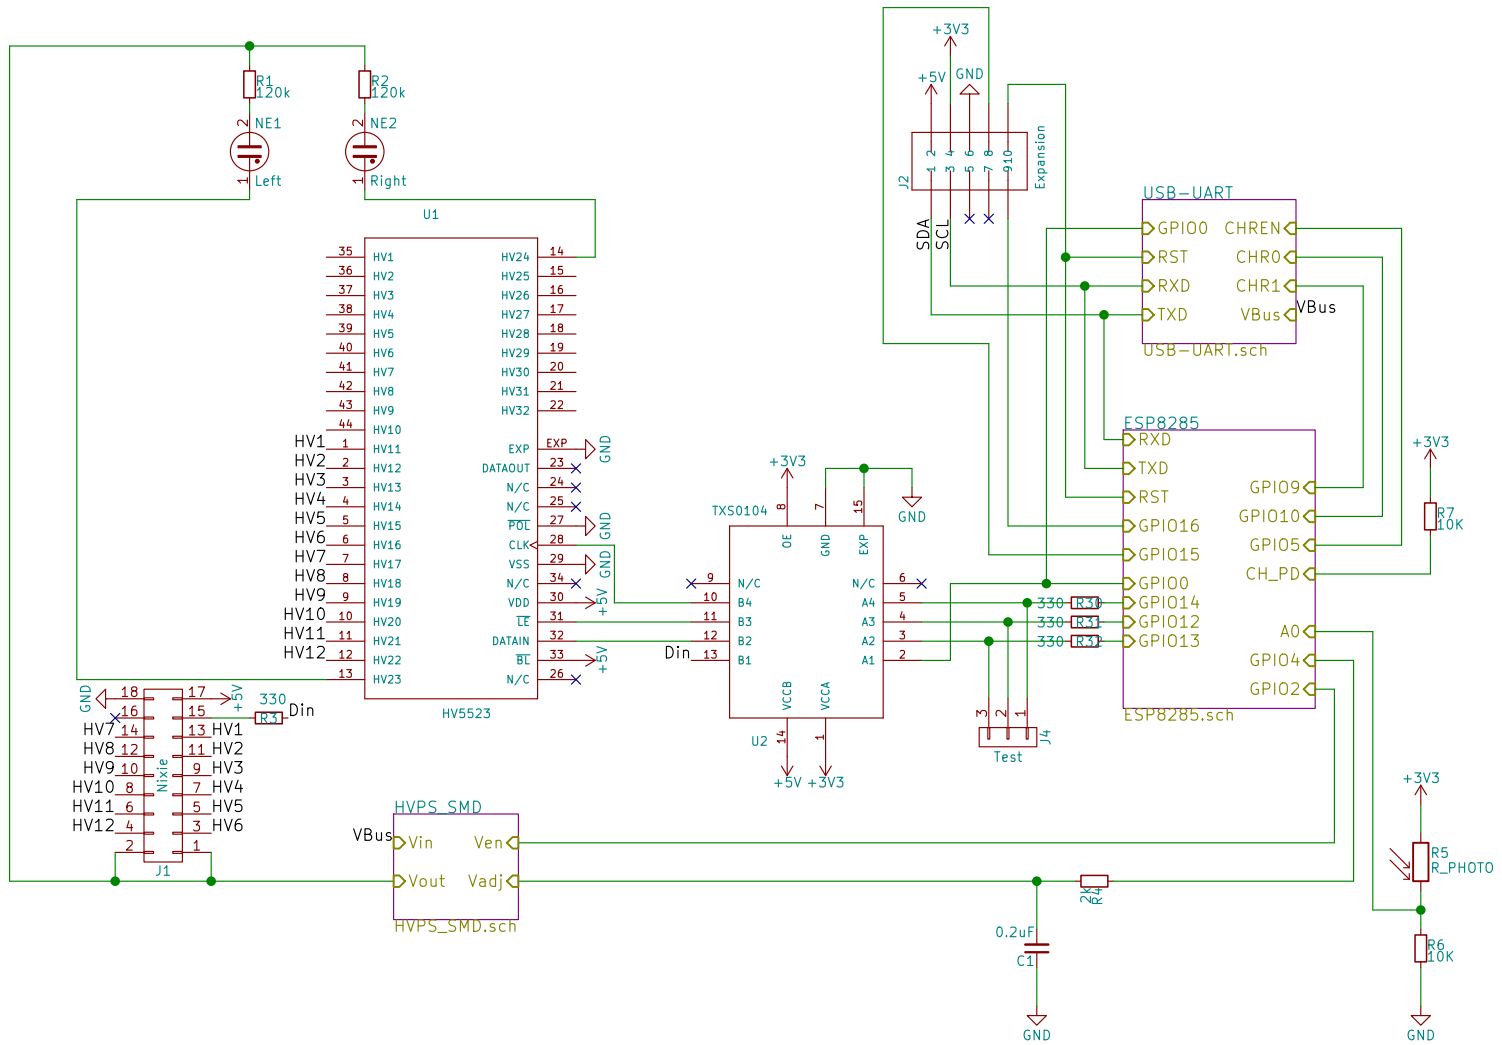 R1
120k
2
NE1
1
Left
R2
120k
2
NE2
1
Right
U1
35 HV1
36 HV2
37 HV3
38 HV4
39 HV5
40 HV6
41 HV7
42 HV8
43 HV9
44 HV10
HV1 1 HV11
HV2 2 HV12
HV3 3 HV13
HV4 4 HV14
HV5 5 HV15
HV6 6 HV16
HV7 7 HV17
HV8 8 HV18
HV9 9 HV19
HV10 10 HV20
HV11 11 HV21
HV12 12 HV22
13 HV23
HV24 14
HV25 15
HV26 16
HV27 17
HV28 18
HV29 19
HV30 20
HV31 21
HV32 22
EXP EXP GND
DATAOUT 23
N/C 24
N/C 25
POL 27 GND
CLK 28
VSS 29 GND
N/C 34
VDD 30 +5V
LE 31
DATAIN 32
BL 33 +5V
N/C 26
HV5523
GND 18 17 +5V
16 15
330
R3
Din
HV7 14 13 HV1
HV8 12 11 HV2
HV9 10 9 HV3
HV10 8 7 HV4
HV11 6 5 HV5
HV12 4 3 HV6
2 1
Nixie
J1
HVPS_SMD
VBus Vin Ven
Vout Vadj
HVPS_SMD.sch
TXS0104
+3V3
8
OE
7
GND
15
EXP
GND
9 N/C
10 B4
11 B3
12 B2
Din 13 B1
N/C 6
A4 5
A3 4
A2 3
A1 2
VCCB
14
+5V
VCCA
1
+3V3
U2
+3V3
+5V
GND
2 4 6 8 10
1 3 5 7 9
J2
Expansion
SDA
SCL
USB-UART
GPIO0 CHREN
RST CHR0
RXD CHR1
TXD VBus VBus
USB-UART.sch
ESP8285
RXD
TXD
RST
GPIO16
GPIO15
GPIO0
330 R30 GPIO14
330 R31 GPIO12
330 R32 GPIO13
GPIO9
GPIO10
GPIO5
CH_PD
A0
GPIO4
GPIO2
ESP8285.sch
+3V3
R7
10K
3 2 1
J4
Test
2k
R4
0.2uF
C1
GND
+3V3
R5
R_PHOTO
R6
10K
GND